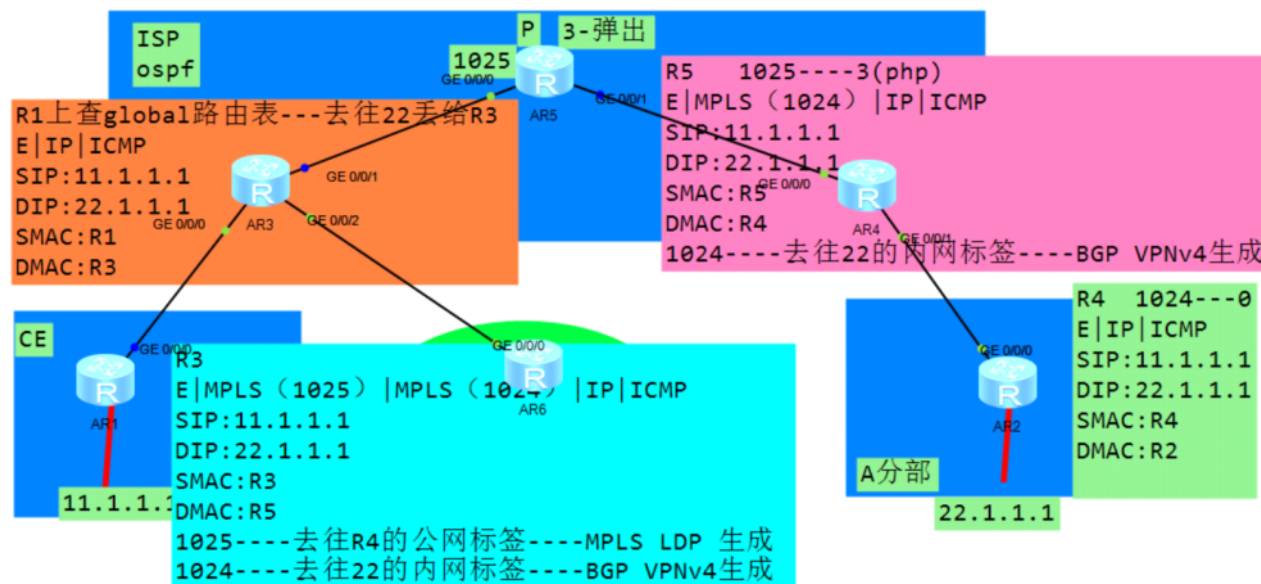 ISP
ospf
P
3-弹出
1025
GE 0/0/0
GE 0/0/1
R
AR5
R1上查global路由表---去往22丢给R3
E|IP|ICMP
SIP:11.1.1.1
DIP:22.1.1.1
SMAC:R1
DMAC:R3
GE 0/0/1
GE 0/0/0
GE 0/0/2
R
AR3
R5 1025----3(php)
E|MPLS（1024）|IP|ICMP
SIP:11.1.1.1
DIP:22.1.1.1
SMAC:R5
DMAC:R4
1024----去往22的内网标签----BGP VPNv4生成
GE 0/0/0
R
AR4
GE 0/0/1
CE
GE 0/0/0
R
AR1
11.1.1.1
R3
E|MPLS（1025）|MPLS（1024）|IP|ICMP
SIP:11.1.1.1
DIP:22.1.1.1
SMAC:R3
DMAC:R5
1025----去往R4的公网标签----MPLS LDP 生成
1024----去往22的内网标签----BGP VPNv4生成
GE 0/0/0
R
AR6
GE 0/0/0
R
AR2
A分部
22.1.1.1
R4 1024---0
E|IP|ICMP
SIP:11.1.1.1
DIP:22.1.1.1
SMAC:R4
DMAC:R2